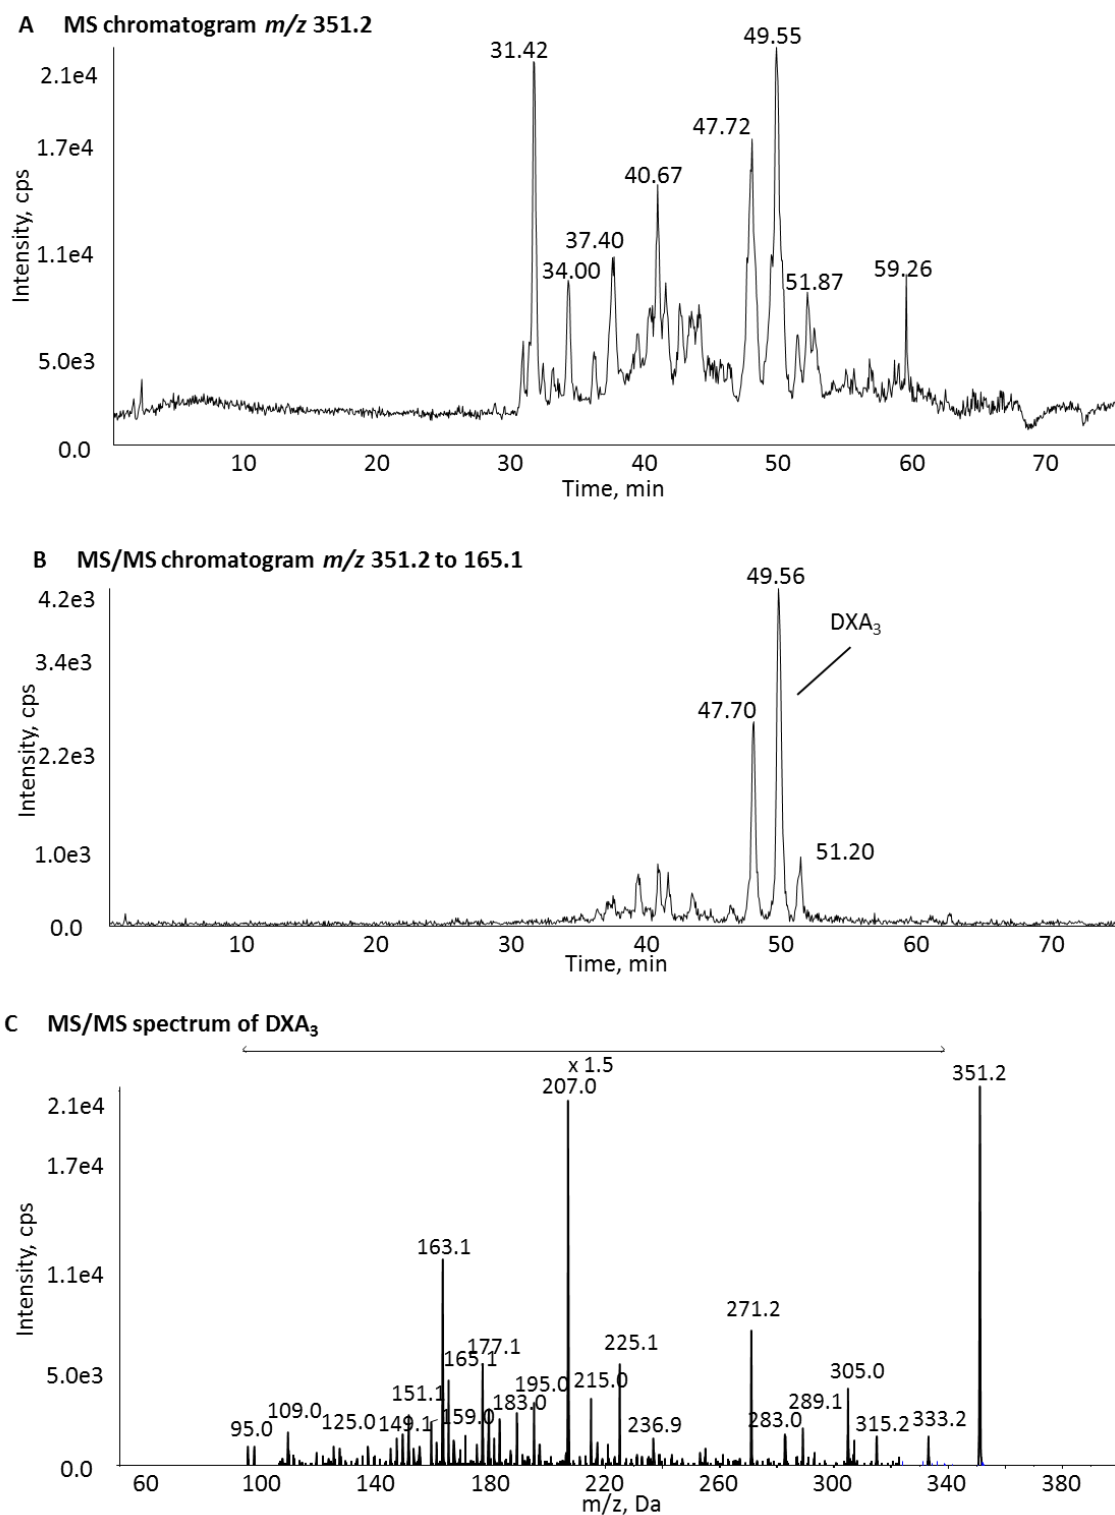 A MS chromatogram m/z 351.2
49.55
31.42
2.1e4
47.72
1.7e4
40.67
37.40
1.1e4
34.00
51.87
59.26
5.0e3
0.0
10 20 30 40 50 60 70
Time, min
Intensity, cps
B MS/MS chromatogram m/z 351.2 to 165.1
49.56
4.2e3
DXA₃
3.4e3
47.70
2.2e3
1.0e3
51.20
0.0
10 20 30 40 50 60 70
Time, min
Intensity, cps
C MS/MS spectrum of DXA₃
x 1.5
207.0
351.2
2.1e4
1.7e4
163.1
1.1e4
271.2
177.1
165.1
225.1
5.0e3
305.0
195.0
215.0
151.1
183.0
289.1
109.0
159.0
125.0
149.1
236.9
283.0
315.2
333.2
95.0
0.0
60 100 140 180 220 260 300 340 380
m/z, Da
Intensity, cps